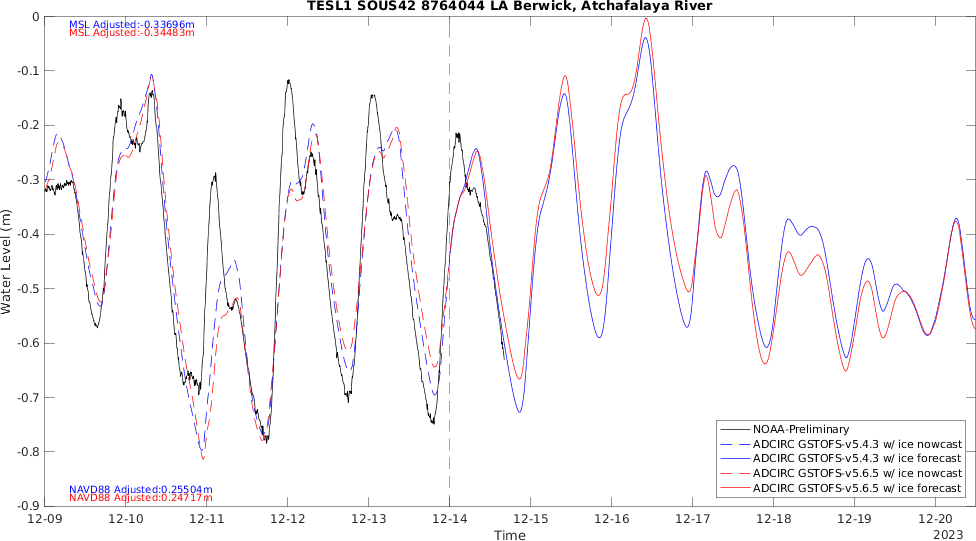 TESL1 SOUS42 8764044 LA Berwick, Atchafalaya River
MSL Adjusted:-0.33696m
MSL Adjusted:-0.34483m
0
-0.1
-0.2
-0.3
-0.4
-0.5
-0.6
-0.7
-0.8
-0.9
Water Level (m)
NAVD88 Adjusted:0.25504m
NAVD88 Adjusted:0.24717m
NOAA-Preliminary
ADCIRC GSTOFS-v5.4.3 w/ ice nowcast
ADCIRC GSTOFS-v5.4.3 w/ ice forecast
ADCIRC GSTOFS-v5.6.5 w/ ice nowcast
ADCIRC GSTOFS-v5.6.5 w/ ice forecast
12-09 12-10 12-11 12-12 12-13 12-14 12-15 12-16 12-17 12-18 12-19 12-20
Time
2023